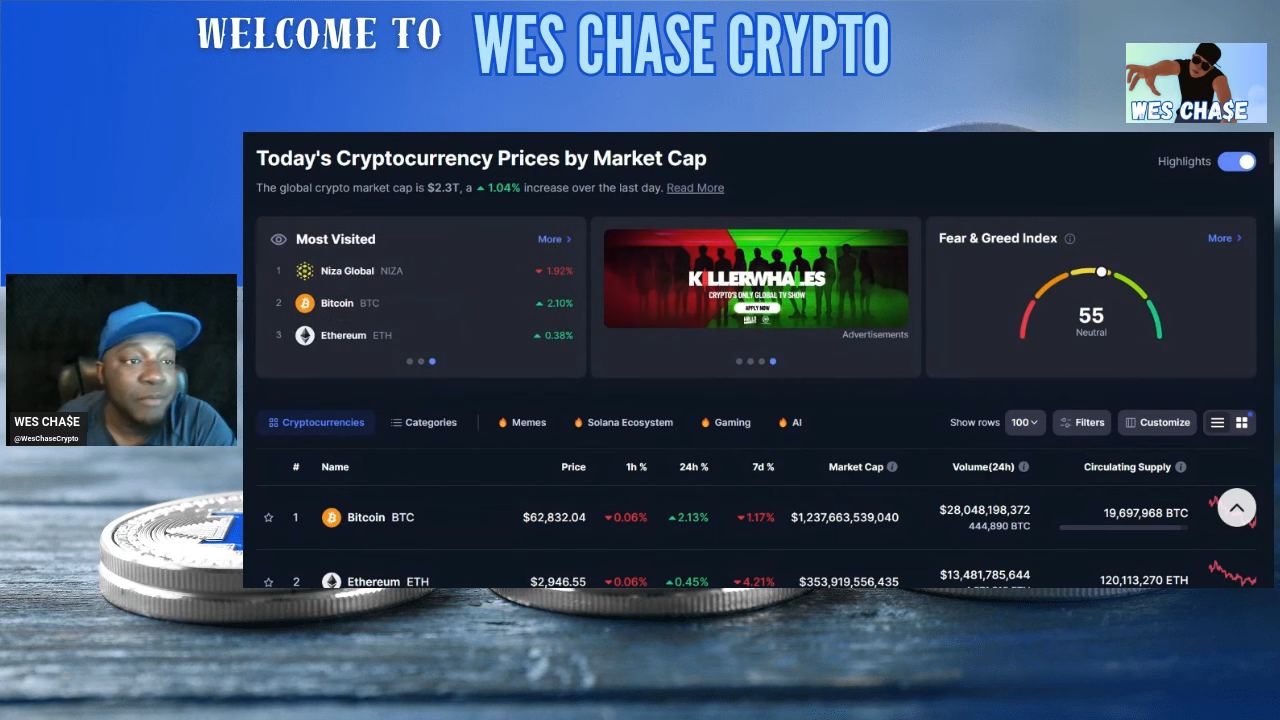 WELCOME TO WES CHASE CRYPTO
WES CHA$E
Today's Cryptocurrency Prices by Market Cap
Highlights
The global crypto market cap is $2.3T, a 1.04% increase over the last day. Read More
Most Visited More >
1 Niza Global NIZA 1.92%
2 Bitcoin BTC 2.10%
3 Ethereum ETH 0.38%
KILLERWHALES
CRYPTO'S ONLY GLOBAL TV SHOW
APPLY NOW
Advertisements
Fear & Greed Index More >
55
Neutral
WES CHA$E
@WesChaseCrypto
Cryptocurrencies Categories Memes Solana Ecosystem Gaming AI Show rows 100 Filters Customize
# Name Price 1h % 24h % 7d % Market Cap Volume(24h) Circulating Supply
1 Bitcoin BTC $62,832.04 0.06% 2.13% 1.17% $1,237,663,539,040 $28,048,198,372 19,697,968 BTC
444,890 BTC
2 Ethereum ETH $2,946.55 0.06% 0.45% 4.21% $353,919,556,435 $13,481,785,644 120,113,270 ETH